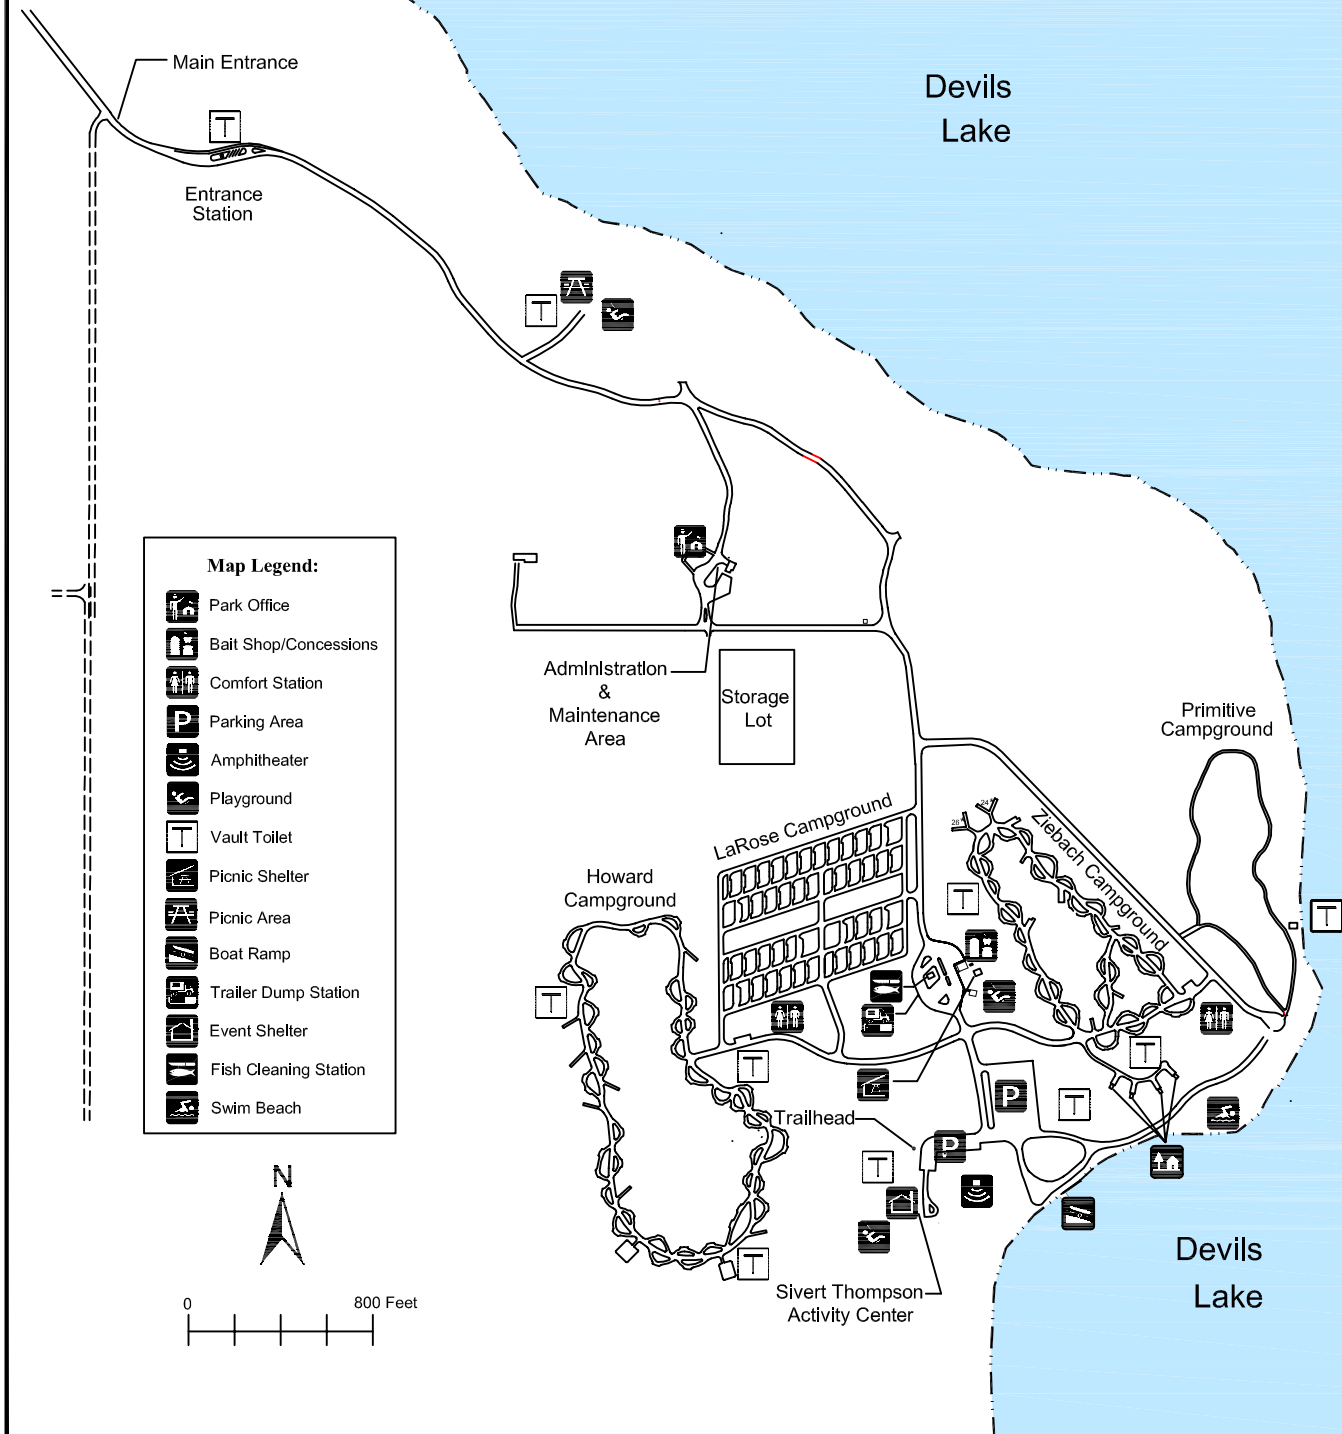 Main Entrance
Devils
Lake
T
Entrance
Station
T
Map Legend:
Park Office
Bait Shop/Concessions
Comfort Station
P Parking Area
Amphitheater
Playground
T Vault Toilet
Picnic Shelter
Picnic Area
Boat Ramp
Trailer Dump Station
Event Shelter
Fish Cleaning Station
Swim Beach
Administration
&
Maintenance
Area
Storage
Lot
Primitive
Campground
LaRose Campground
24
26
Ziebach Campground
Howard
Campground
T
T
T
T
T
T
P
Trailhead
P
T
T
Sivert Thompson
Activity Center
Devils
Lake
N
0
800 Feet